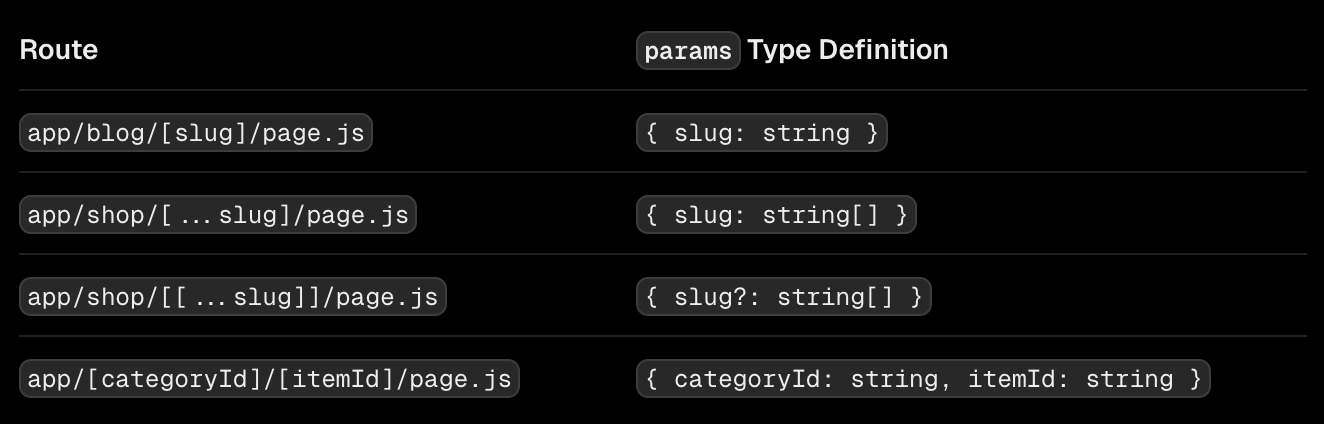 Route params Type Definition
app/blog/[slug]/page.js { slug: string }
app/shop/[...slug]/page.js { slug: string[] }
app/shop/[[...slug]]/page.js { slug?: string[] }
app/[categoryId]/[itemId]/page.js { categoryId: string, itemId: string }